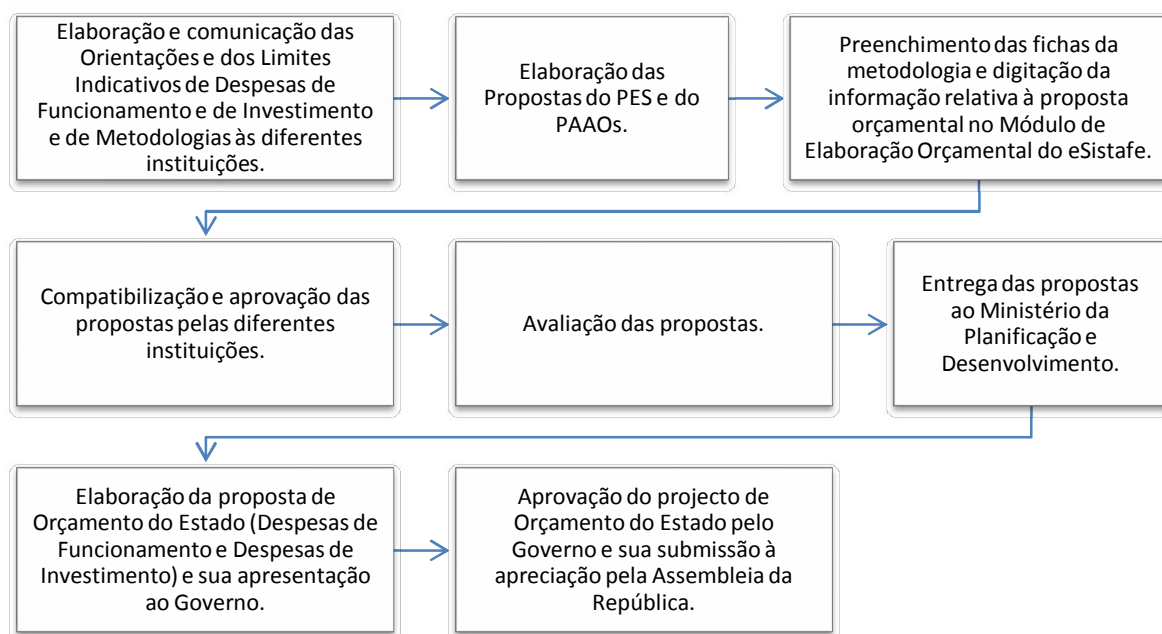 Elaboração e comunicação das
Orientações e dos Limites
Indicativos de Despesas de
Funcionamento e de Investimento
e de Metodologias às diferentes
instituições.
Elaboração das
Propostas do PES e do
PAAOs.
Preenchimento das fichas da
metodologia e digitação da
informação relativa à proposta
orçamental no Módulo de
Elaboração Orçamental do eSistafe.
Compatibilização e aprovação das
propostas pelas diferentes
instituições.
Avaliação das propostas.
Entrega das propostas
ao Ministério da
Planificação e
Desenvolvimento.
Elaboração da proposta de
Orçamento do Estado (Despesas de
Funcionamento e Despesas de
Investimento) e sua apresentação
ao Governo.
Aprovação do projecto de
Orçamento do Estado pelo
Governo e sua submissão à
apreciação pela Assembleia da
República.